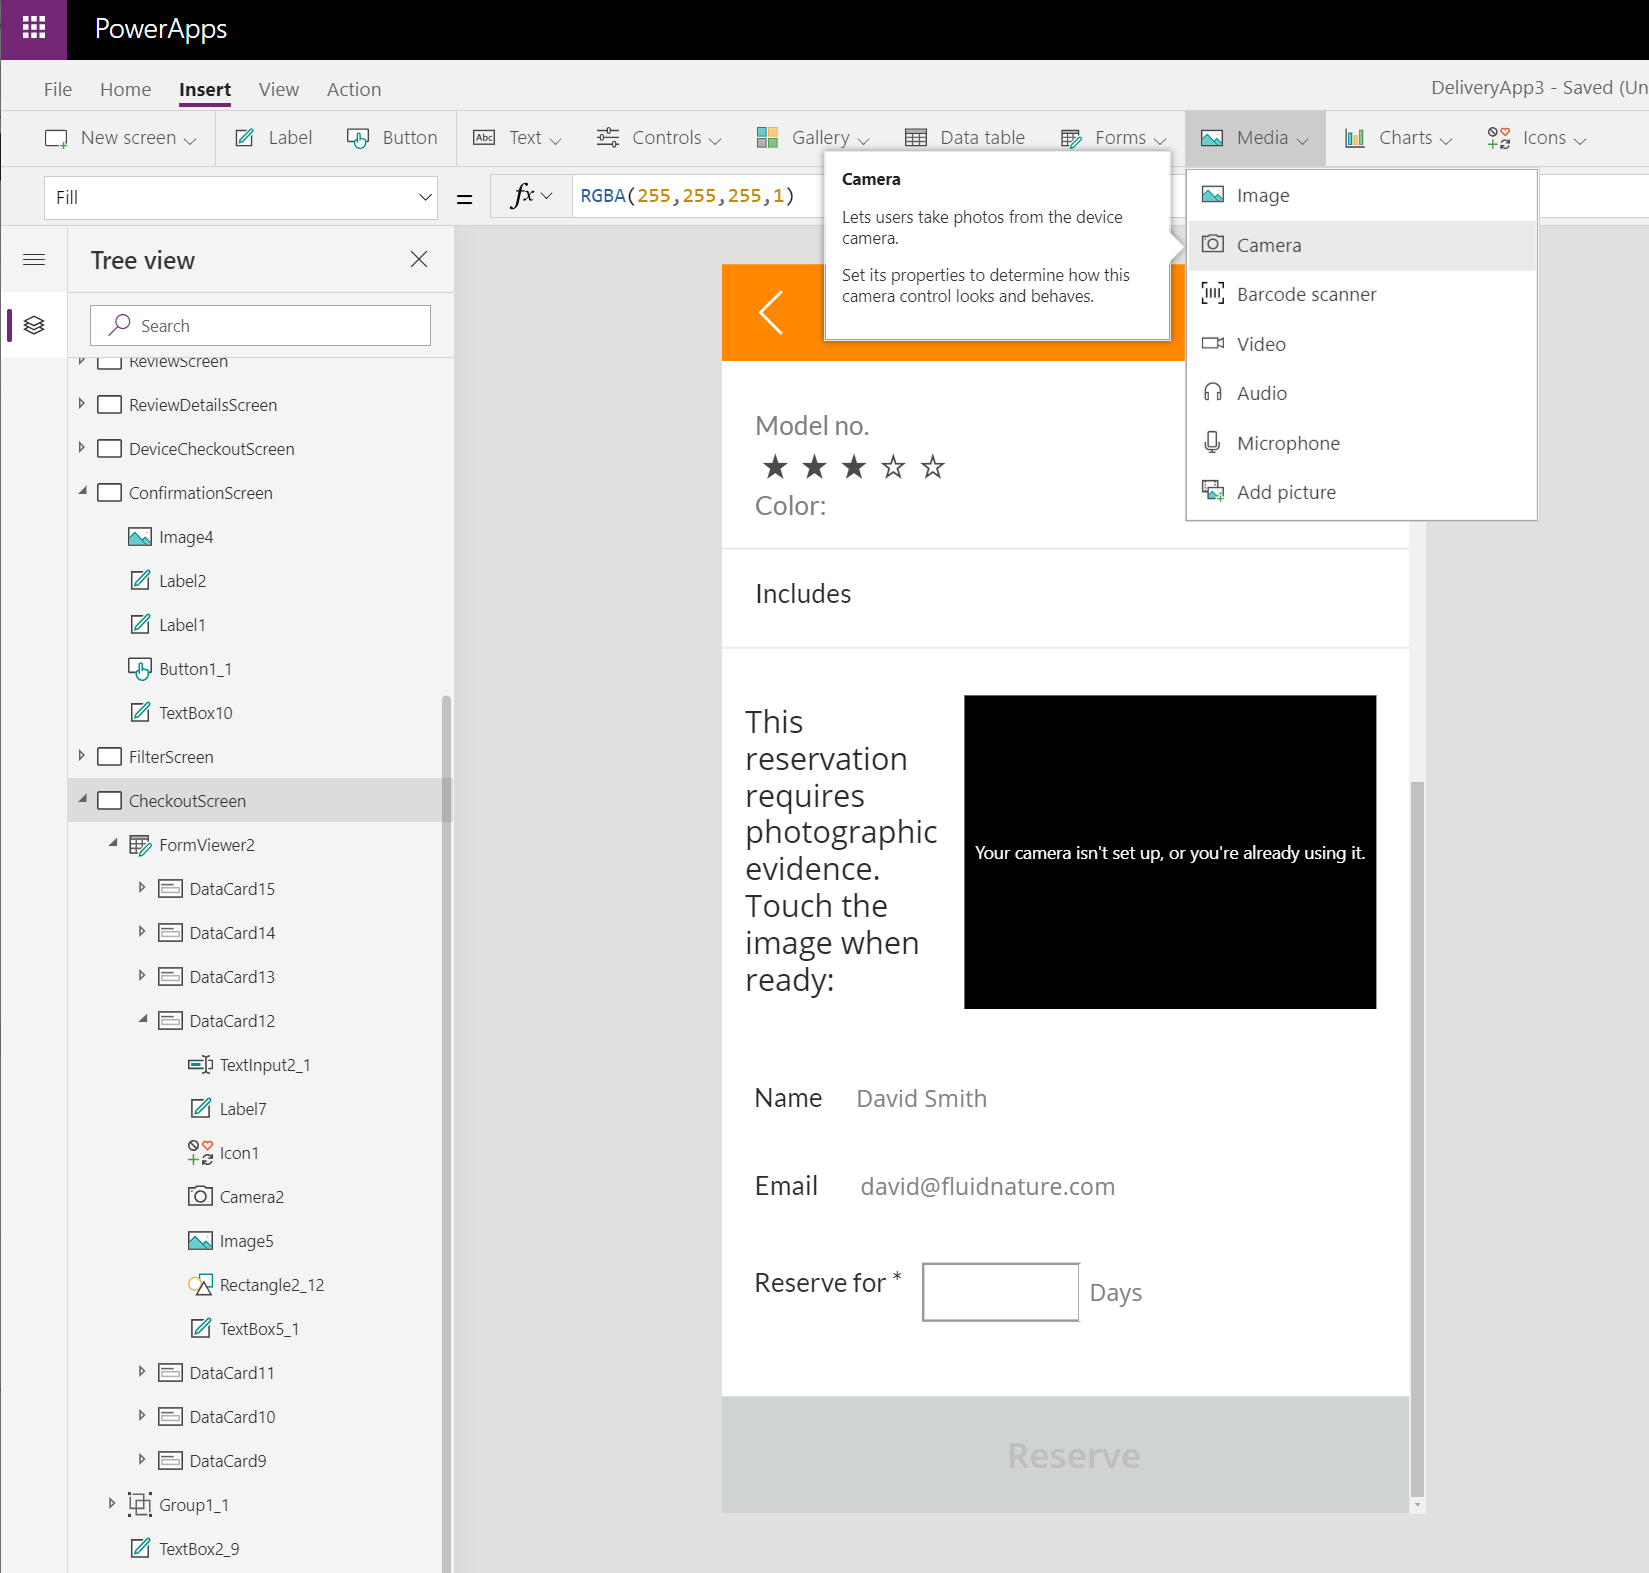 PowerApps
File Home Insert View Action
DeliveryApp3 - Saved (Un
New screen Label Button Text Controls Gallery Data table Forms Media Charts Icons
Abc
Fill = fx RGBA(255,255,255,1)
Camera
Lets users take photos from the device
camera.
Set its properties to determine how this
camera control looks and behaves.
Image
Camera
Barcode scanner
Video
Audio
Microphone
Add picture
Tree view
Search
ReviewScreen
ReviewDetailsScreen
DeviceCheckoutScreen
ConfirmationScreen
Image4
Label2
Label1
Button1_1
TextBox10
FilterScreen
CheckoutScreen
FormViewer2
DataCard15
DataCard14
DataCard13
DataCard12
TextInput2_1
Label7
Icon1
Camera2
Image5
Rectangle2_12
TextBox5_1
DataCard11
DataCard10
DataCard9
Group1_1
TextBox2_9
Model no.
Color:
Includes
This
reservation
requires
photographic
evidence.
Touch the
image when
ready:
Your camera isn't set up, or you're already using it.
Name David Smith
Email david@fluidnature.com
Reserve for * Days
Reserve